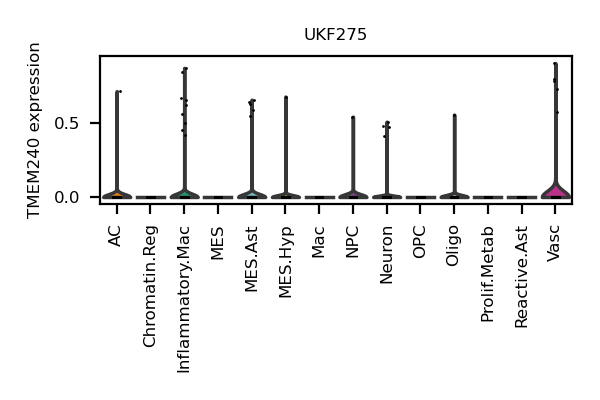 UKF275
TMEM240 expression
0.5
0.0
AC
Chromatin.Reg
Inflammatory.Mac
MES
MES.Ast
MES.Hyp
Mac
NPC
Neuron
OPC
Oligo
Prolif.Metab
Reactive.Ast
Vasc